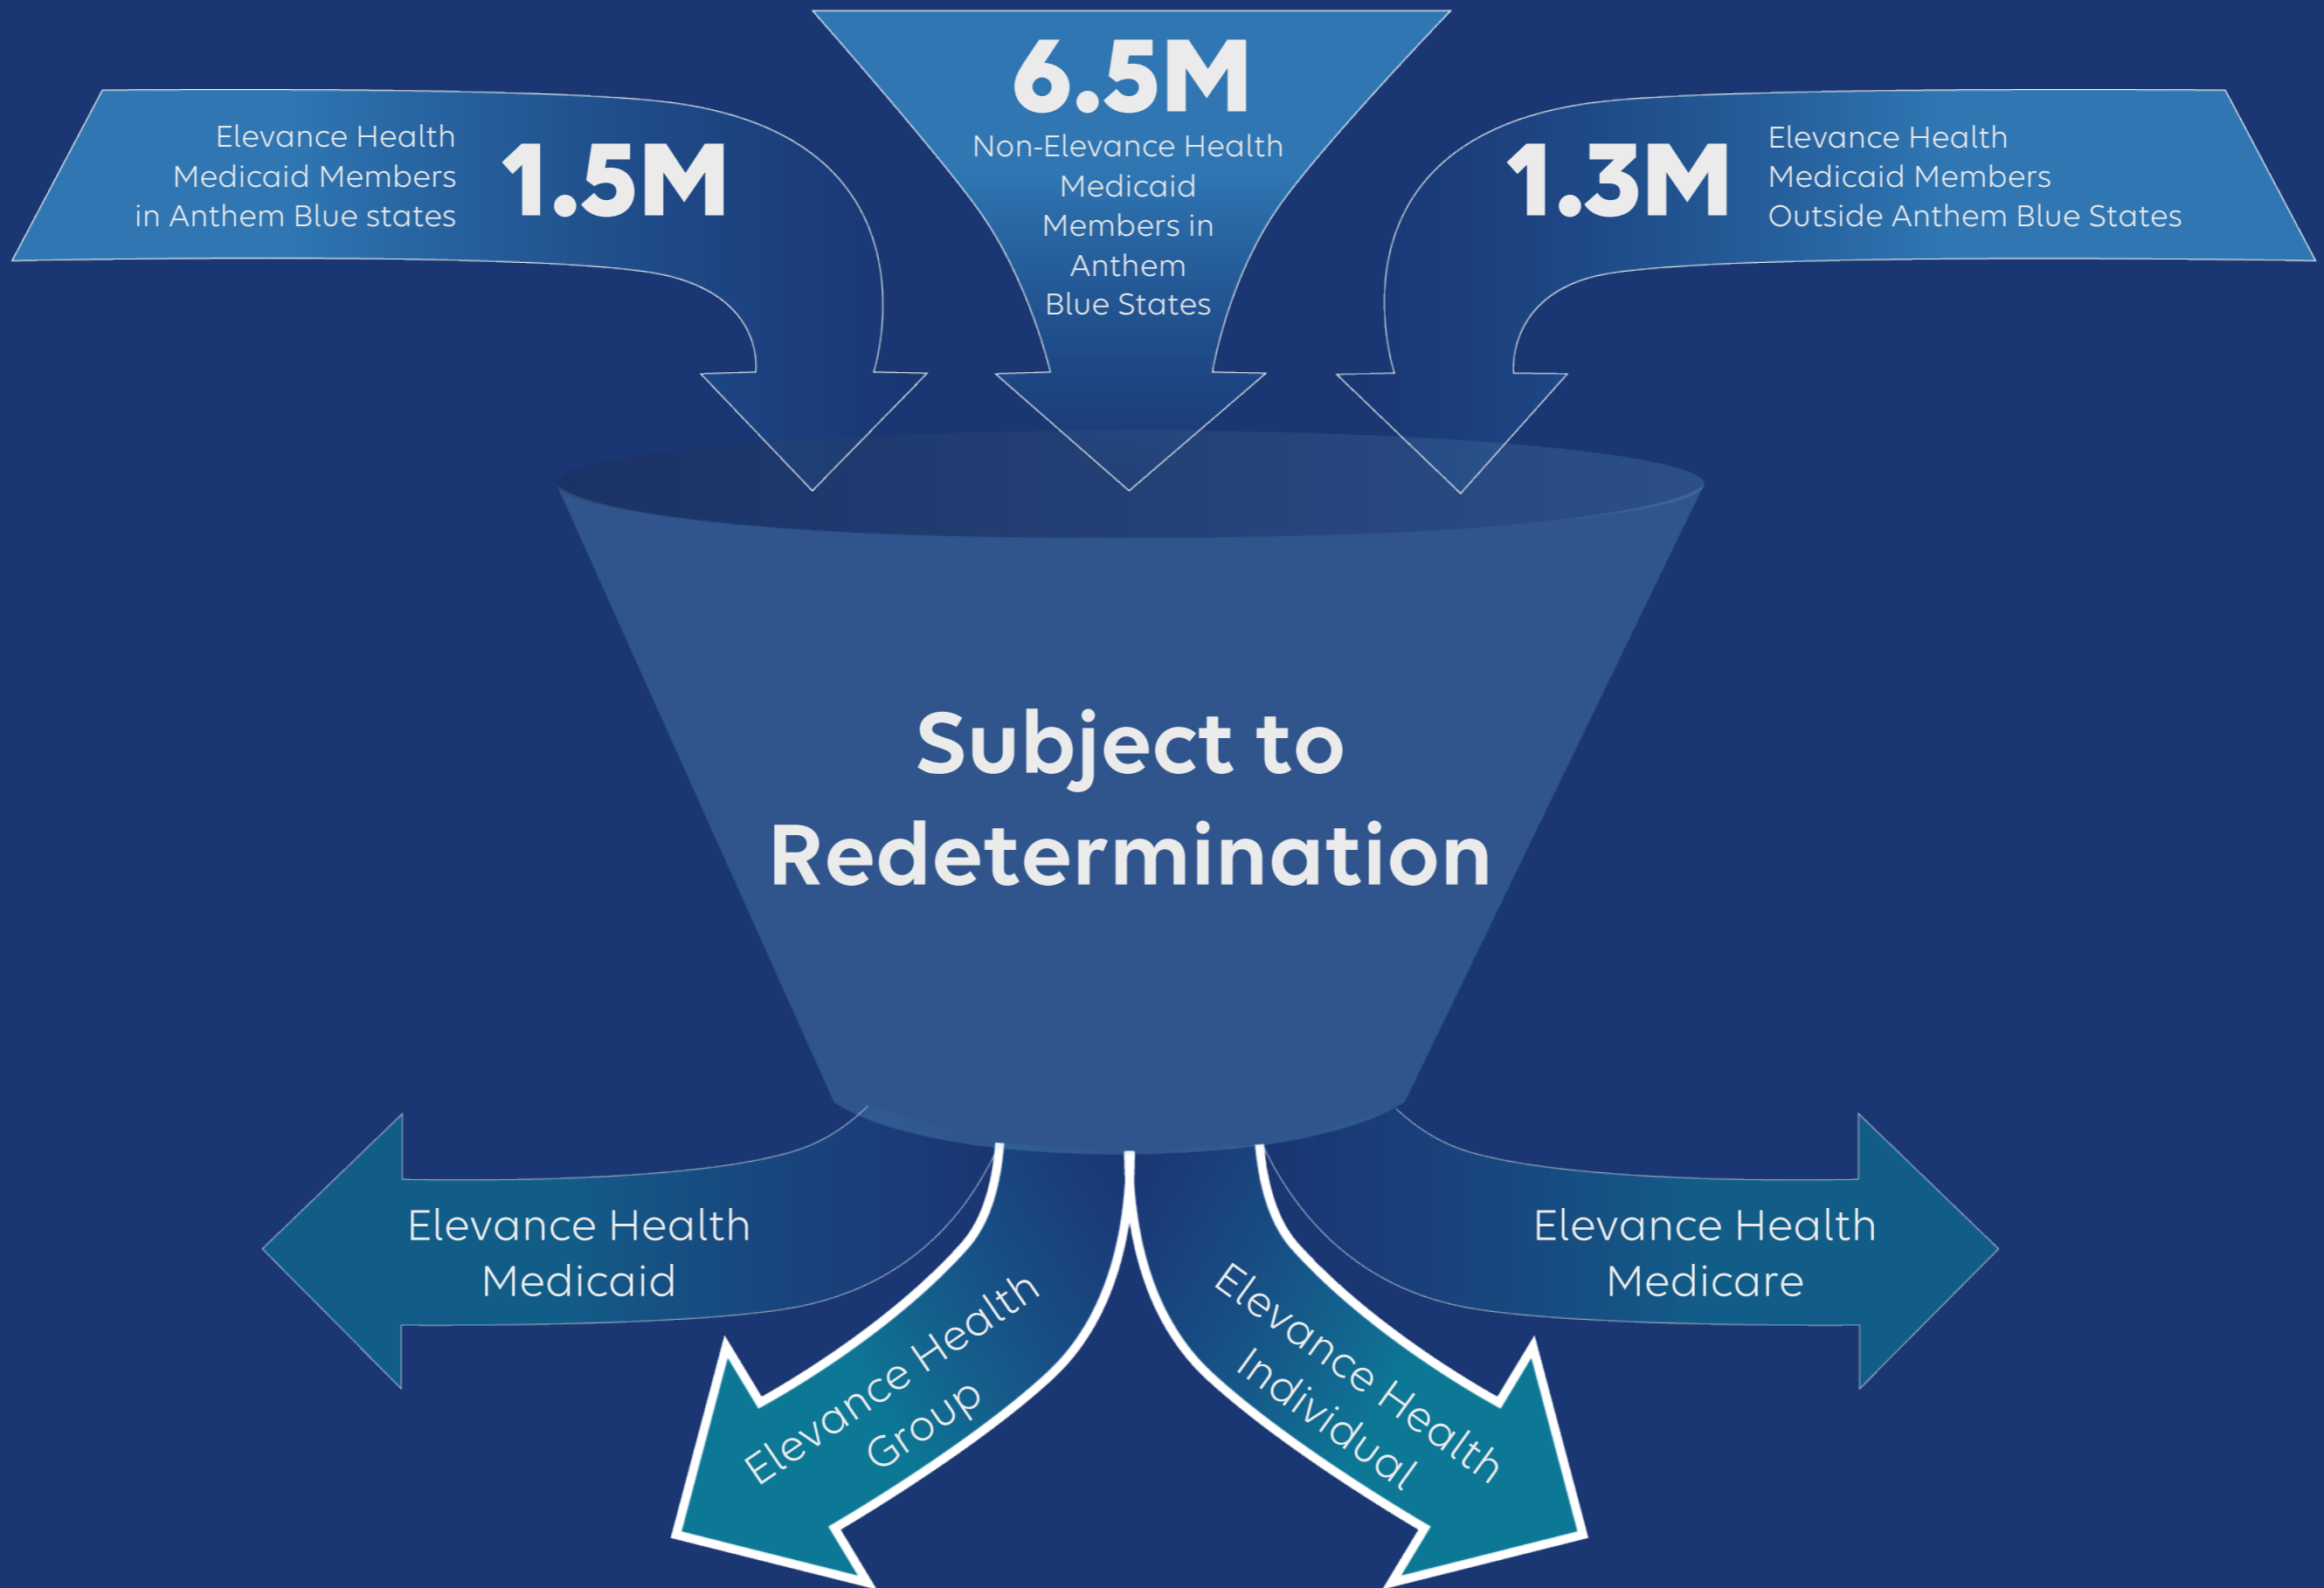 Elevance Health
Medicaid Members
in Anthem Blue states
1.5M
6.5M
Non-Elevance Health
Medicaid
Members in
Anthem
Blue States
1.3M
Elevance Health
Medicaid Members
Outside Anthem Blue States
Subject to
Redetermination
Elevance Health
Medicaid
Elevance Health
Group
Elevance Health
Individual
Elevance Health
Medicare